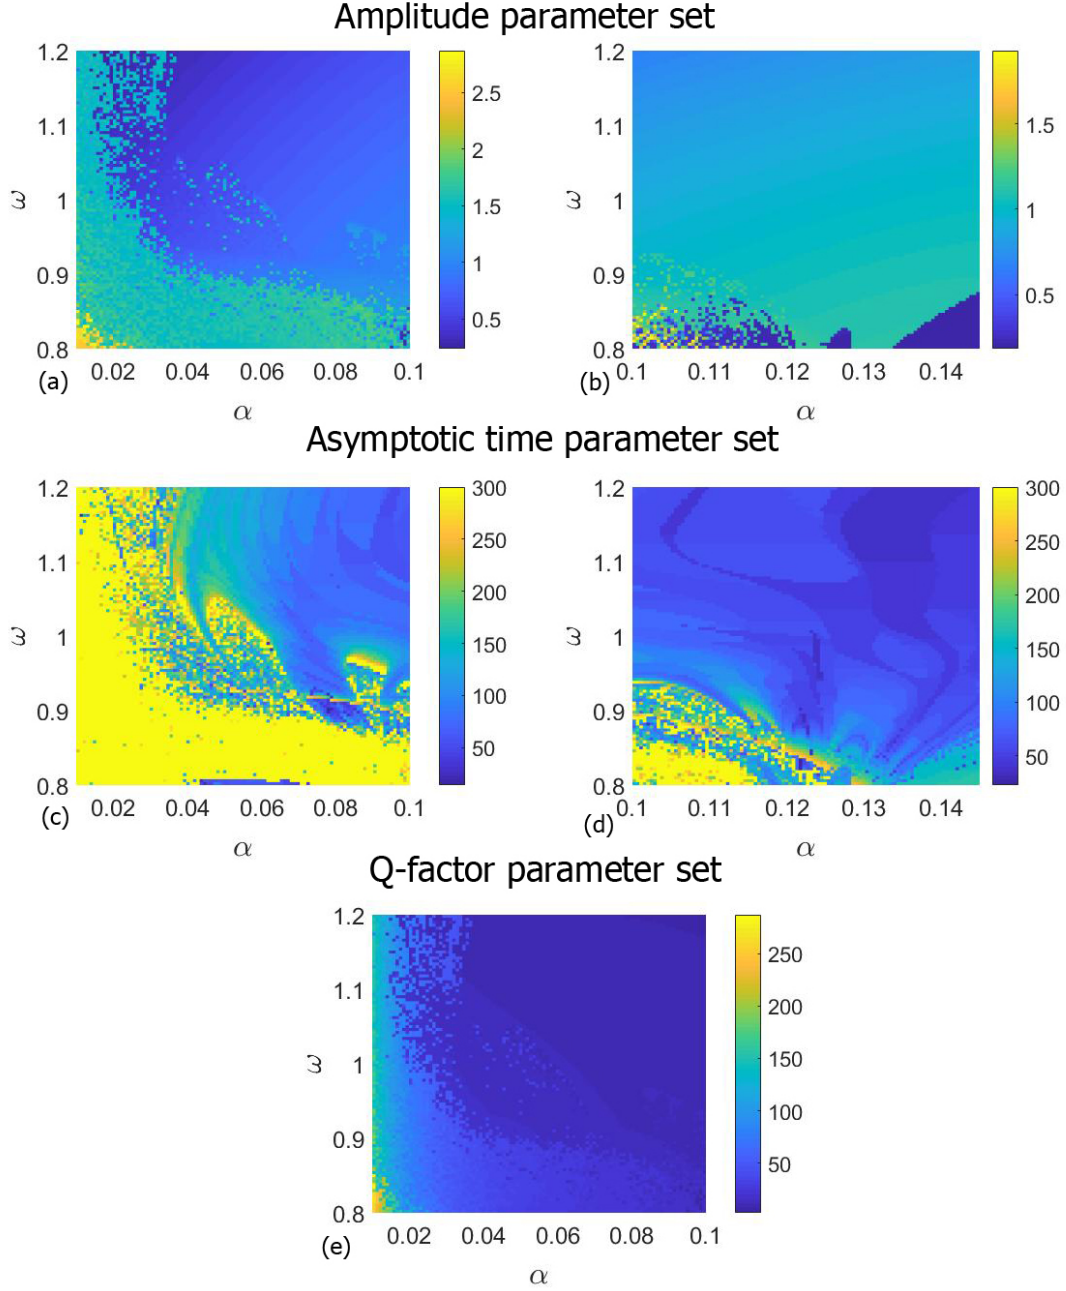 Amplitude parameter set
1.2
1.1
1
0.9
0.8
ω
0.02 0.04 0.06 0.08 0.1
α
(a)
2.5
2
1.5
1
0.5
1.2
1.1
1
0.9
0.8
ω
0.1 0.11 0.12 0.13 0.14
α
(b)
1.5
1
0.5
Asymptotic time parameter set
1.2
1.1
1
0.9
0.8
ω
0.02 0.04 0.06 0.08 0.1
α
(c)
300
250
200
150
100
50
1.2
1.1
1
0.9
0.8
ω
0.1 0.11 0.12 0.13 0.14
α
(d)
300
250
200
150
100
50
Q-factor parameter set
1.2
1.1
1
0.9
0.8
ω
0.02 0.04 0.06 0.08 0.1
α
(e)
250
200
150
100
50